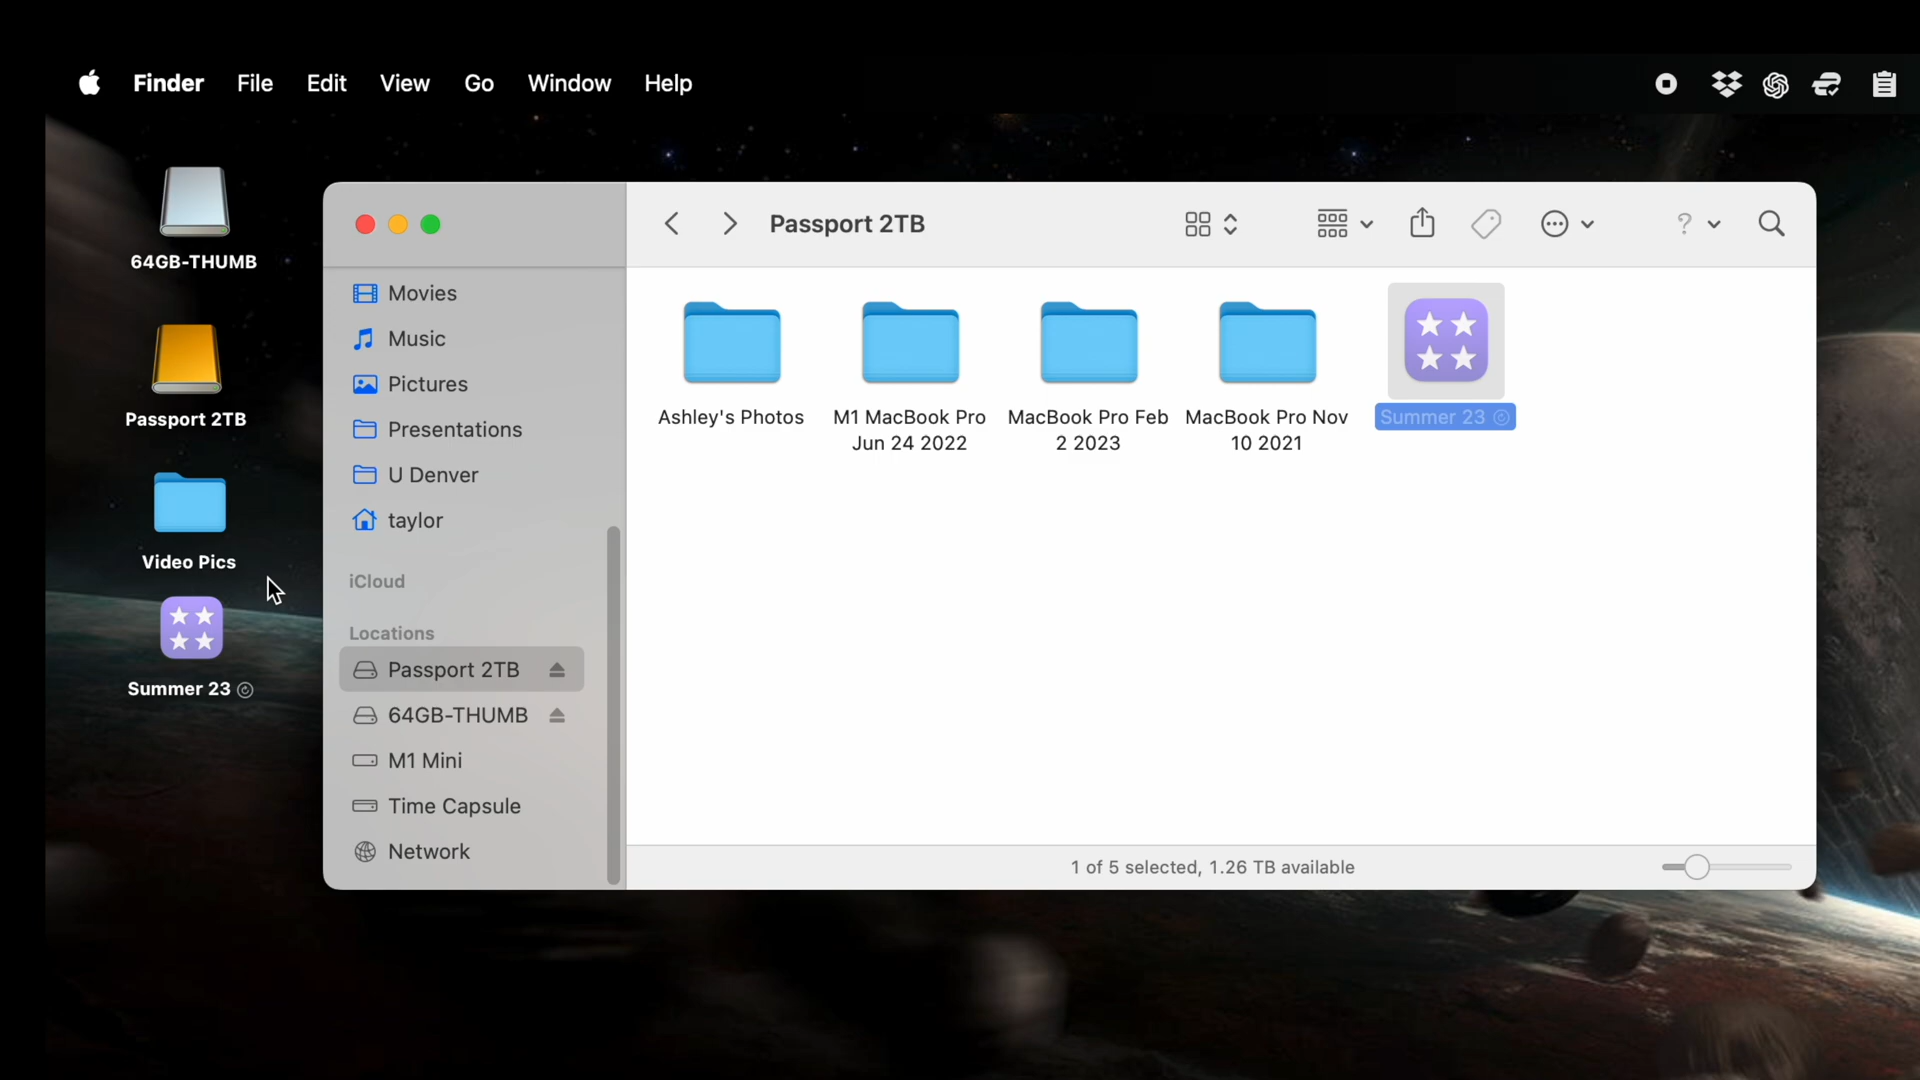 Finder File Edit View Go Window Help
64GB-THUMB
Passport 2TB
Video Pics
Summer 23
Passport 2TB
?
Movies
Music
Pictures
Presentations
U Denver
taylor
iCloud
Locations
Passport 2TB
64GB-THUMB
M1 Mini
Time Capsule
Network
Ashley's Photos
M1 MacBook Pro
Jun 24 2022
MacBook Pro Feb
2 2023
MacBook Pro Nov
10 2021
Summer 23
1 of 5 selected, 1.26 TB available